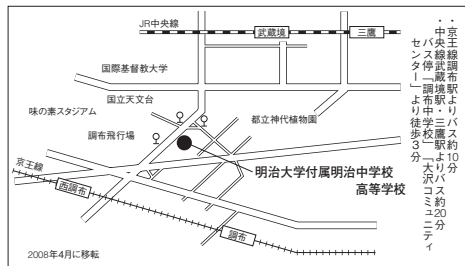 ・京王線調布駅よりバス約10分
・中央線武蔵境駅・三鷹駅よりバス約20分
バス停「調布中学校」「大沢コミュニティ
センター」より徒歩3分
JR中央線
武蔵境
三鷹
国際基督教大学
国立天文台
味の素スタジアム
都立神代植物園
調布飛行場
京王線
明治大学付属明治中学校
高等学校
西調布
調布
2008年4月に移転